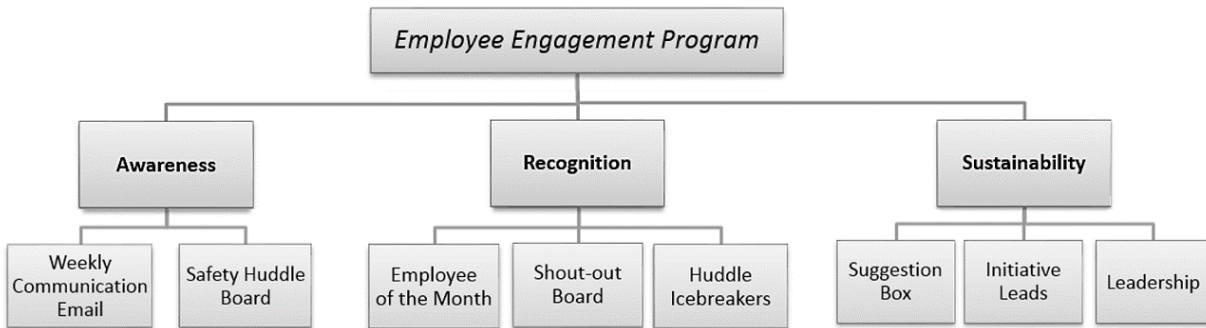 Employee Engagement Program
Awareness
Recognition
Sustainability
Weekly
Communication
Email
Safety Huddle
Board
Employee
of the Month
Shout-out
Board
Huddle
Icebreakers
Suggestion
Box
Initiative
Leads
Leadership